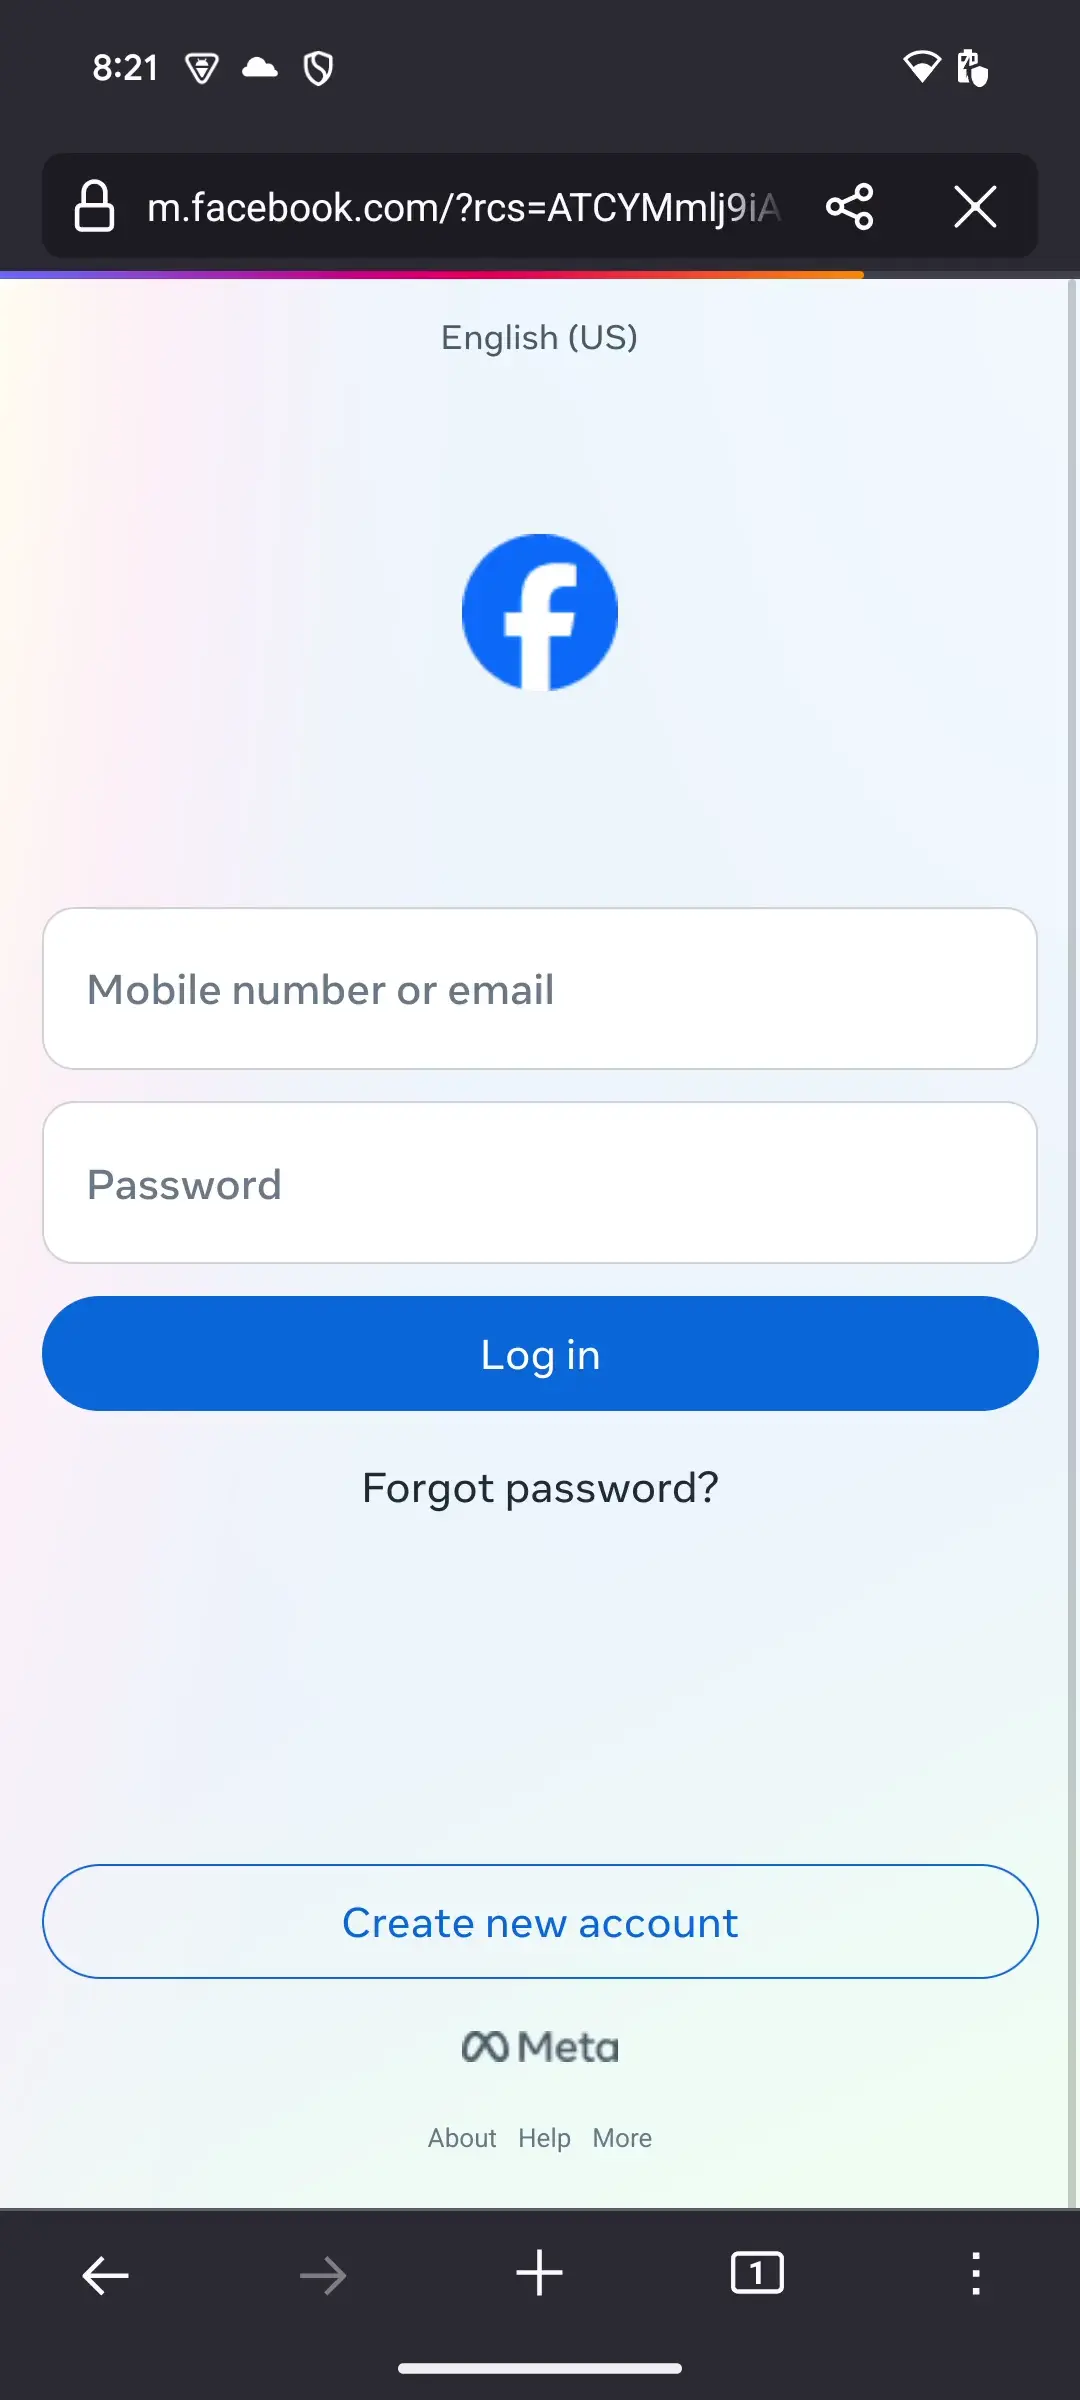 8:21
m.facebook.com/?rcs=ATCYMmlj9iA
English (US)
Mobile number or email
Password
Log in
Forgot password?
Create new account
Meta
About Help More
1